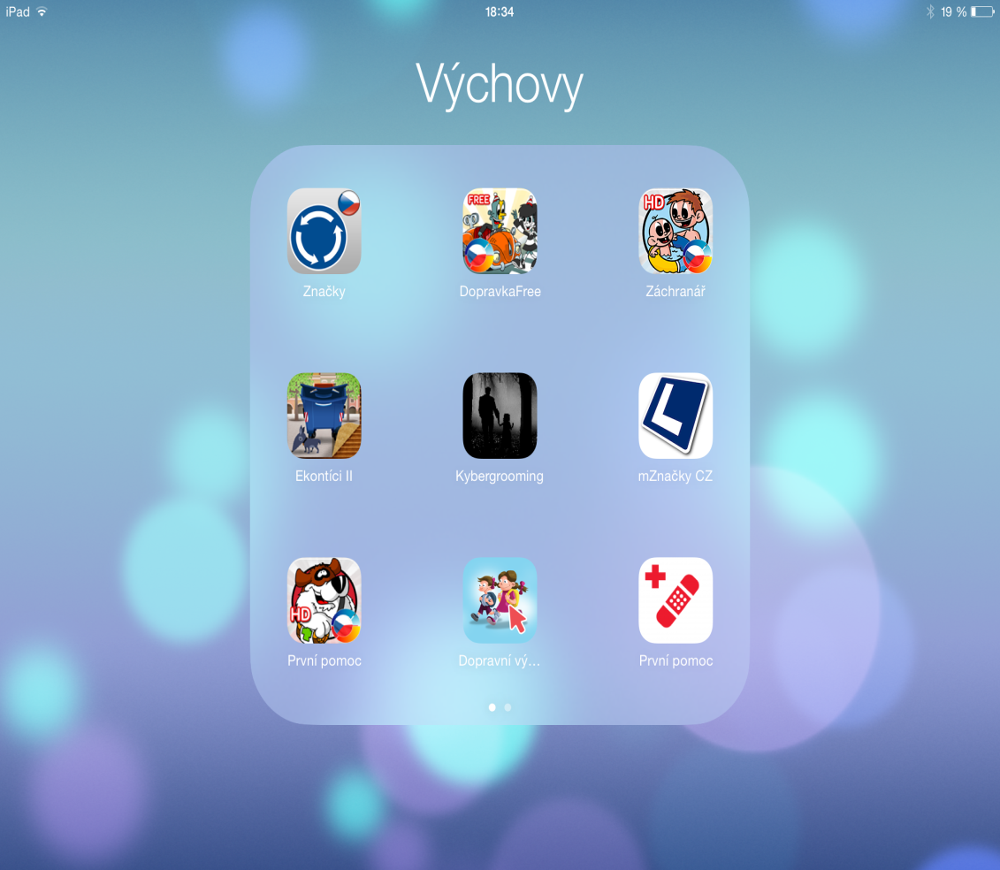 iPad 18:34 19 %
Výchovy
FREE HD
Značky DopravkaFree Záchranář
L
Ekontíci II Kybergrooming mZnačky CZ
HD
První pomoc Dopravní vý… První pomoc